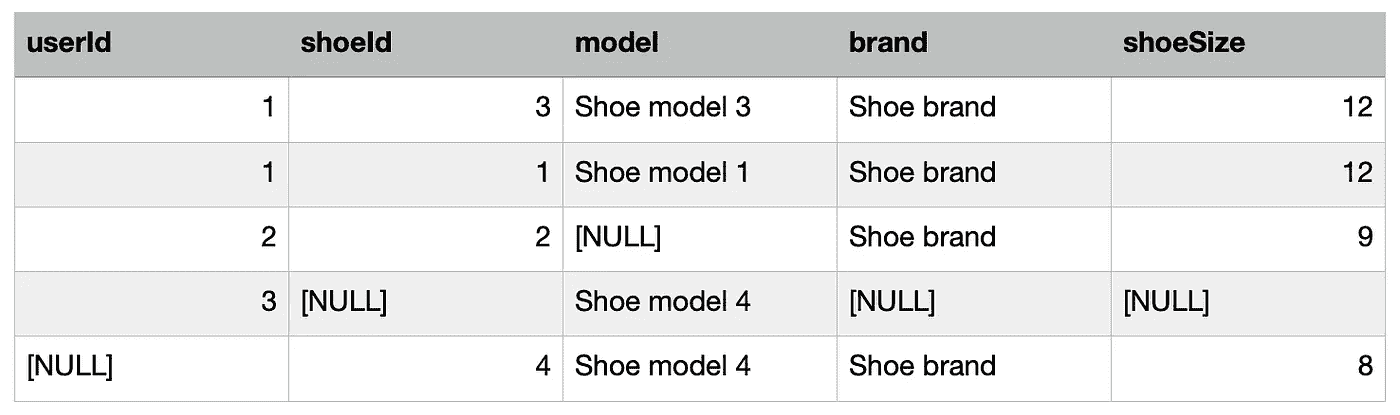 userId shoeId model brand shoeSize
1 3 Shoe model 3 Shoe brand 12
1 1 Shoe model 1 Shoe brand 12
2 2 [NULL] Shoe brand 9
3 [NULL] Shoe model 4 [NULL] [NULL]
[NULL] 4 Shoe model 4 Shoe brand 8